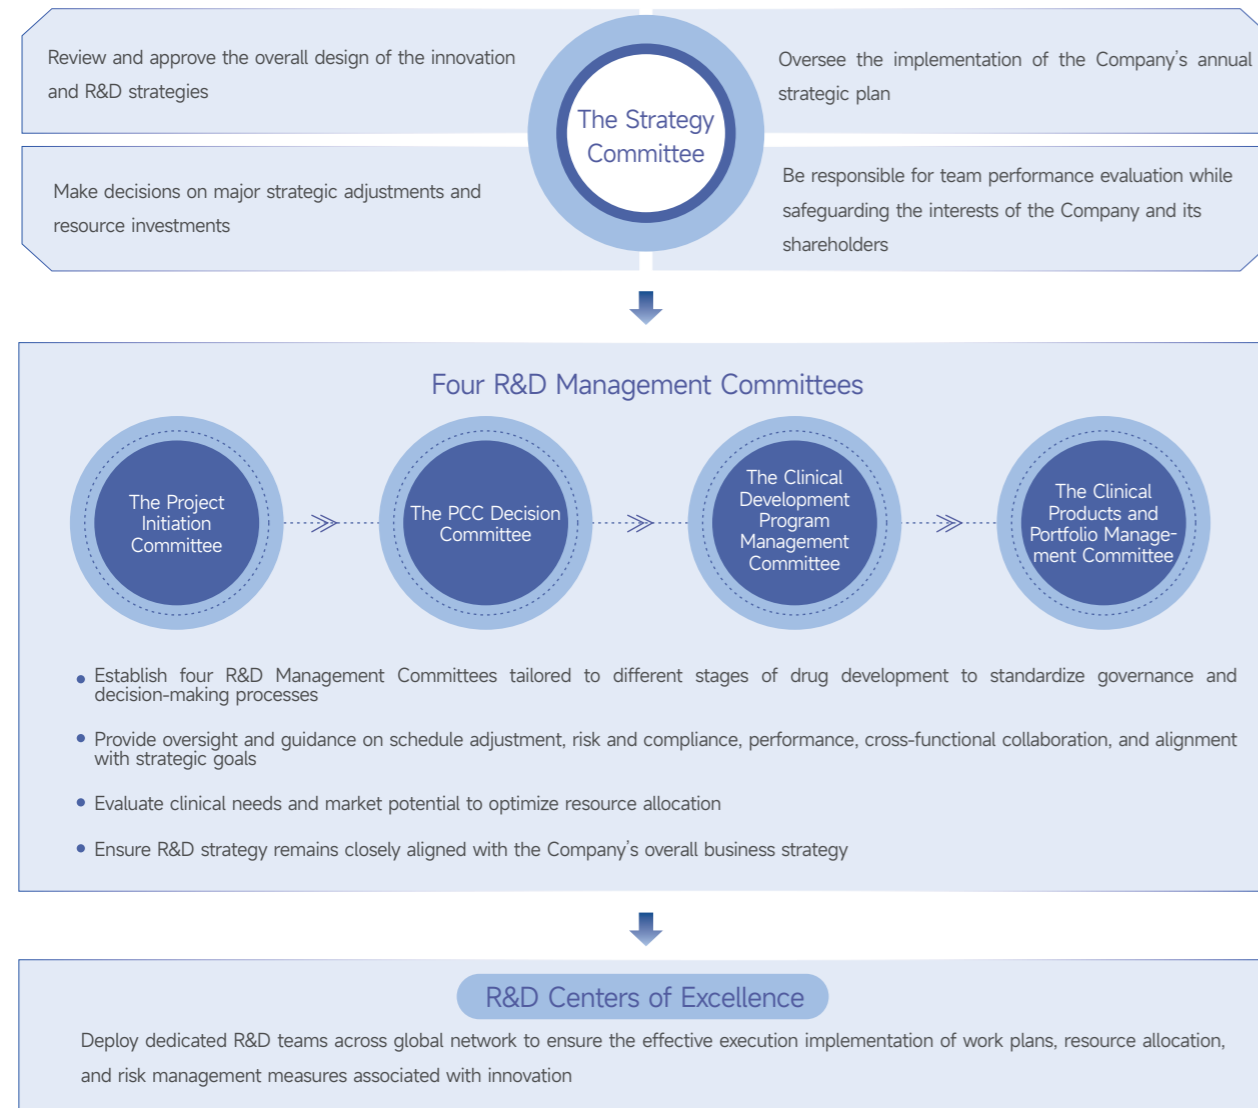 Review and approve the overall design of the innovation
and R&D strategies
Oversee the implementation of the Company's annual
strategic plan
The Strategy
Committee
Make decisions on major strategic adjustments and
resource investments
Be responsible for team performance evaluation while
safeguarding the interests of the Company and its
shareholders
Four R&D Management Committees
The Project
Initiation
Committee
The PCC Decision
Committee
The Clinical
Development
Program
Management
Committee
The Clinical
Products and
Portfolio Manage-
ment Committee
• Establish four R&D Management Committees tailored to different stages of drug development to standardize governance and
decision-making processes
• Provide oversight and guidance on schedule adjustment, risk and compliance, performance, cross-functional collaboration, and alignment
with strategic goals
• Evaluate clinical needs and market potential to optimize resource allocation
• Ensure R&D strategy remains closely aligned with the Company's overall business strategy
R&D Centers of Excellence
Deploy dedicated R&D teams across global network to ensure the effective execution implementation of work plans, resource allocation,
and risk management measures associated with innovation